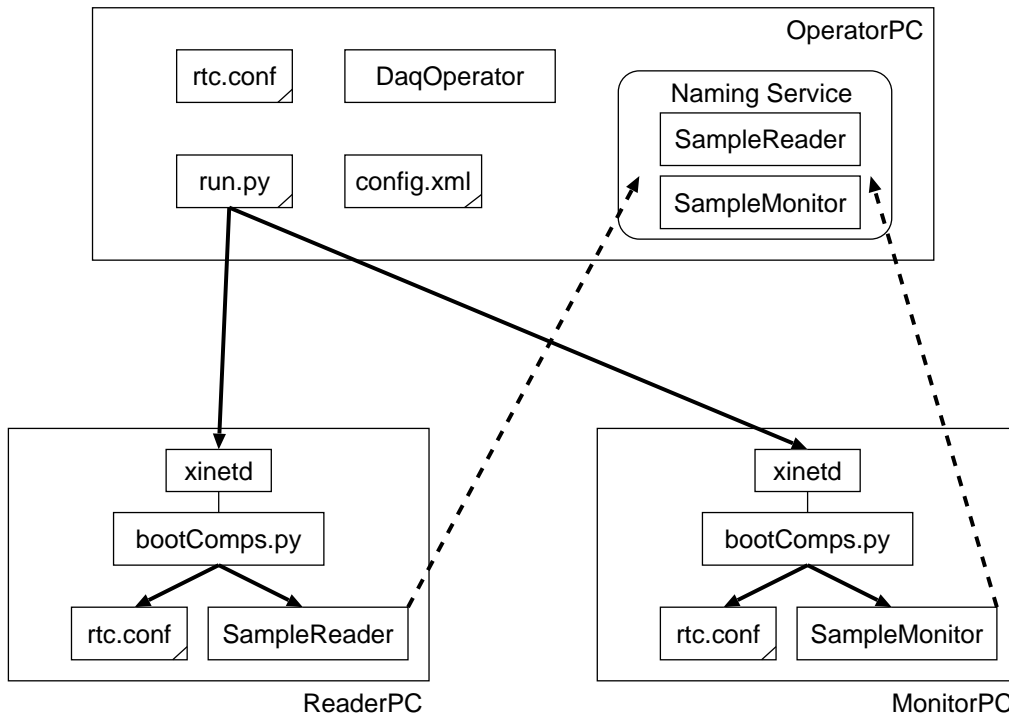 OperatorPC
rtc.conf
DaqOperator
Naming Service
SampleReader
run.py
config.xml
SampleMonitor
xinetd
bootComps.py
rtc.conf
SampleReader
ReaderPC
xinetd
bootComps.py
rtc.conf
SampleMonitor
MonitorPC